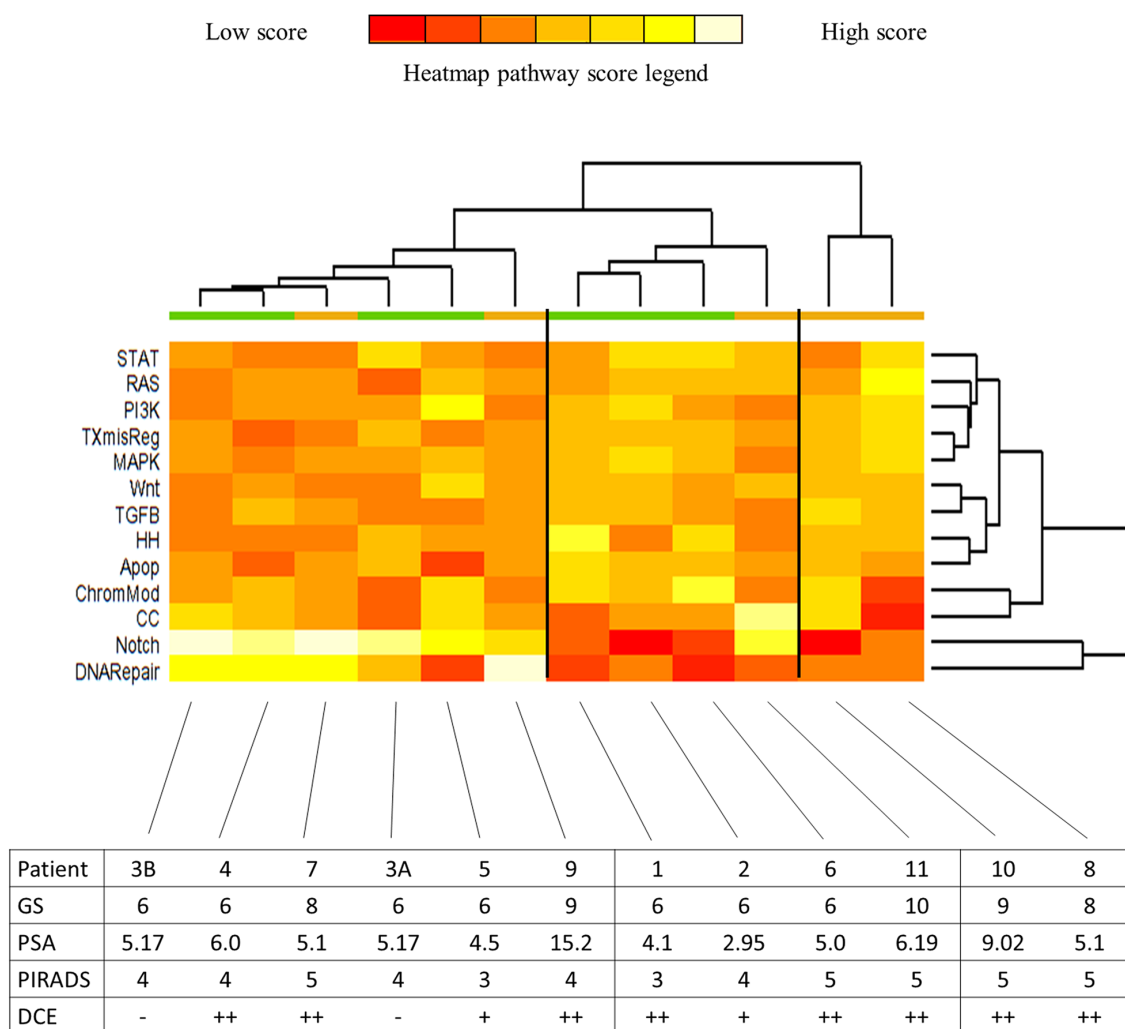 Low score High score
Heatmap pathway score legend
STAT
RAS
PI3K
TXmisReg
MAPK
Wnt
TGFB
HH
Apop
ChromMod
CC
Notch
DNARepair
Patient 3B 4 7 3A 5 9 1 2 6 11 10 8
GS 6 6 8 6 6 9 6 6 6 10 9 8
PSA 5.17 6.0 5.1 5.17 4.5 15.2 4.1 2.95 5.0 6.19 9.02 5.1
PIRADS 4 4 5 4 3 4 3 4 5 5 5 5
DCE - ++ ++ - + ++ ++ + ++ ++ ++ ++